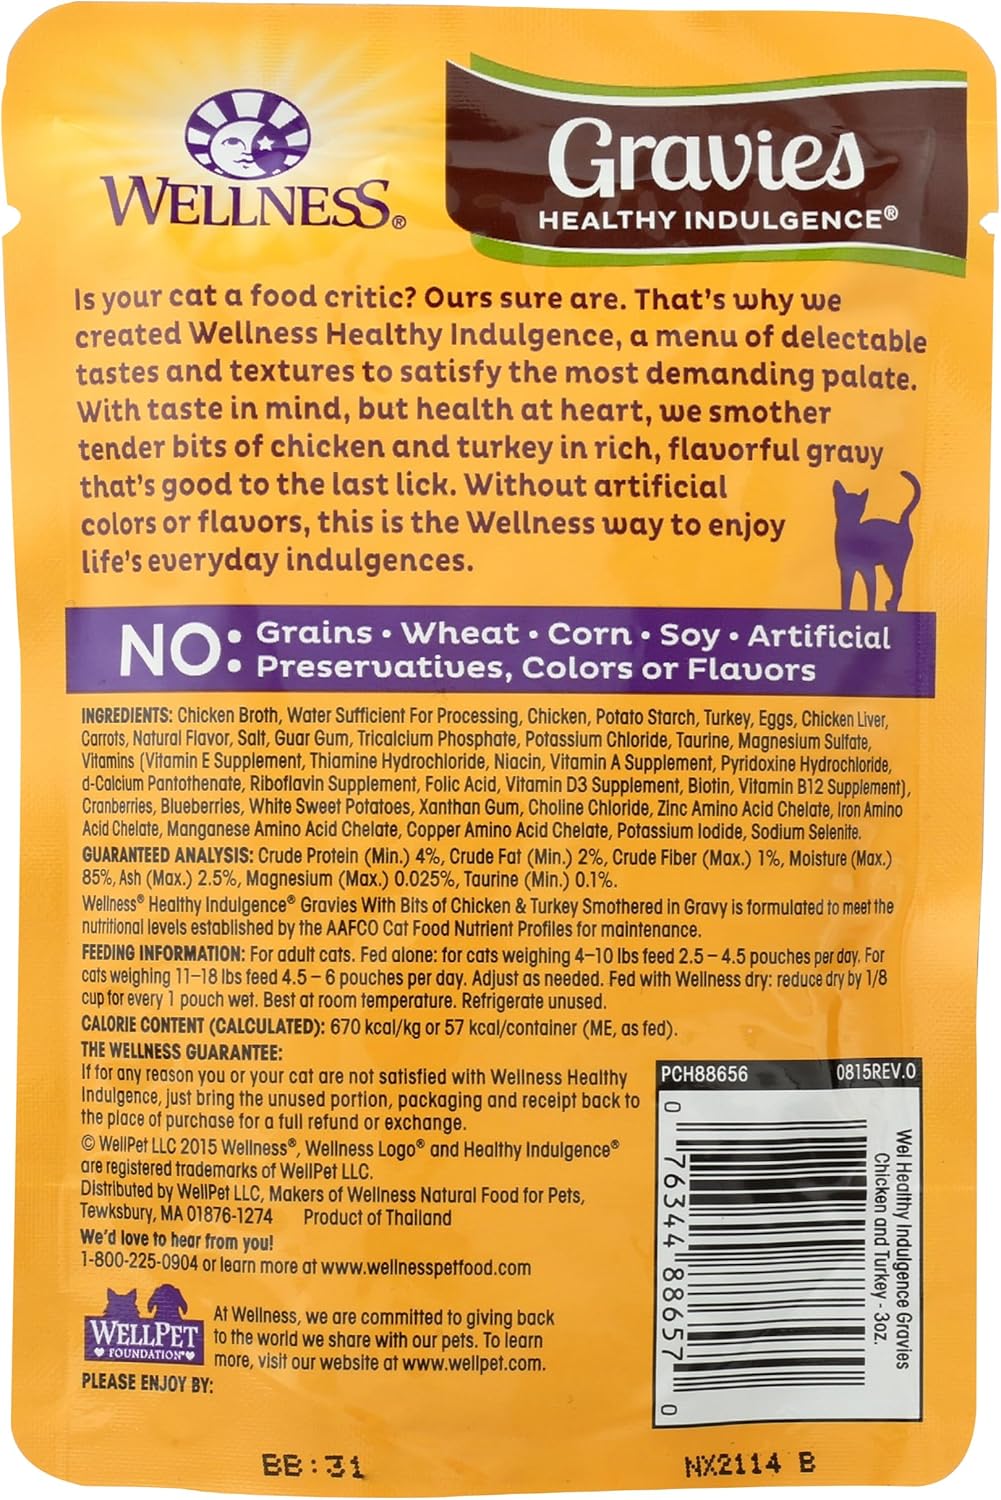 WELLNESS®
Gravies
HEALTHY INDULGENCE®
Is your cat a food critic? Ours sure are. That's why we
created Wellness Healthy Indulgence, a menu of delectable
tastes and textures to satisfy the most demanding palate.
With taste in mind, but health at heart, we smother
tender bits of chicken and turkey in rich, flavorful gravy
that's good to the last lick. Without artificial
colors or flavors, this is the Wellness way to enjoy
life's everyday indulgences.
NO: Grains • Wheat • Corn • Soy • Artificial
Preservatives, Colors or Flavors
INGREDIENTS: Chicken Broth, Water Sufficient For Processing, Chicken, Potato Starch, Turkey, Eggs, Chicken Liver,
Carrots, Natural Flavor, Salt, Guar Gum, Tricalcium Phosphate, Potassium Chloride, Taurine, Magnesium Sulfate,
Vitamins (Vitamin E Supplement, Thiamine Hydrochloride, Niacin, Vitamin A Supplement, Pyridoxine Hydrochloride,
d-Calcium Pantothenate, Riboflavin Supplement, Folic Acid, Vitamin D3 Supplement, Biotin, Vitamin B12 Supplement),
Cranberries, Blueberries, White Sweet Potatoes, Xanthan Gum, Choline Chloride, Zinc Amino Acid Chelate, Iron Amino
Acid Chelate, Manganese Amino Acid Chelate, Copper Amino Acid Chelate, Potassium Iodide, Sodium Selenite.
GUARANTEED ANALYSIS: Crude Protein (Min.) 4%, Crude Fat (Min.) 2%, Crude Fiber (Max.) 1%, Moisture (Max.)
85%, Ash (Max.) 2.5%, Magnesium (Max.) 0.025%, Taurine (Min.) 0.1%.
Wellness® Healthy Indulgence® Gravies With Bits of Chicken & Turkey Smothered in Gravy is formulated to meet the
nutritional levels established by the AAFCO Cat Food Nutrient Profiles for maintenance.
FEEDING INFORMATION: For adult cats. Fed alone: for cats weighing 4–10 lbs feed 2.5 – 4.5 pouches per day. For
cats weighing 11–18 lbs feed 4.5 – 6 pouches per day. Adjust as needed. Fed with Wellness dry: reduce dry by 1/8
cup for every 1 pouch wet. Best at room temperature. Refrigerate unused.
CALORIE CONTENT (CALCULATED): 670 kcal/kg or 57 kcal/container (ME, as fed).
THE WELLNESS GUARANTEE:
If for any reason you or your cat are not satisfied with Wellness Healthy
Indulgence, just bring the unused portion, packaging and receipt back to
the place of purchase for a full refund or exchange.
© WellPet LLC 2015 Wellness®, Wellness Logo® and Healthy Indulgence®
are registered trademarks of WellPet LLC.
Distributed by WellPet LLC, Makers of Wellness Natural Food for Pets,
Tewksbury, MA 01876-1274 Product of Thailand
We'd love to hear from you!
1-800-225-0904 or learn more at www.wellnesspetfood.com
WELLPET
FOUNDATION
At Wellness, we are committed to giving back
to the world we share with our pets. To learn
more, visit our website at www.wellpet.com.
PLEASE ENJOY BY:
PCH88656 0815REV.0
0 76344 88657 0
Wel Healthy Indulgence Gravies
Chicken and Turkey - 3oz.
BB:31
NX2114 B